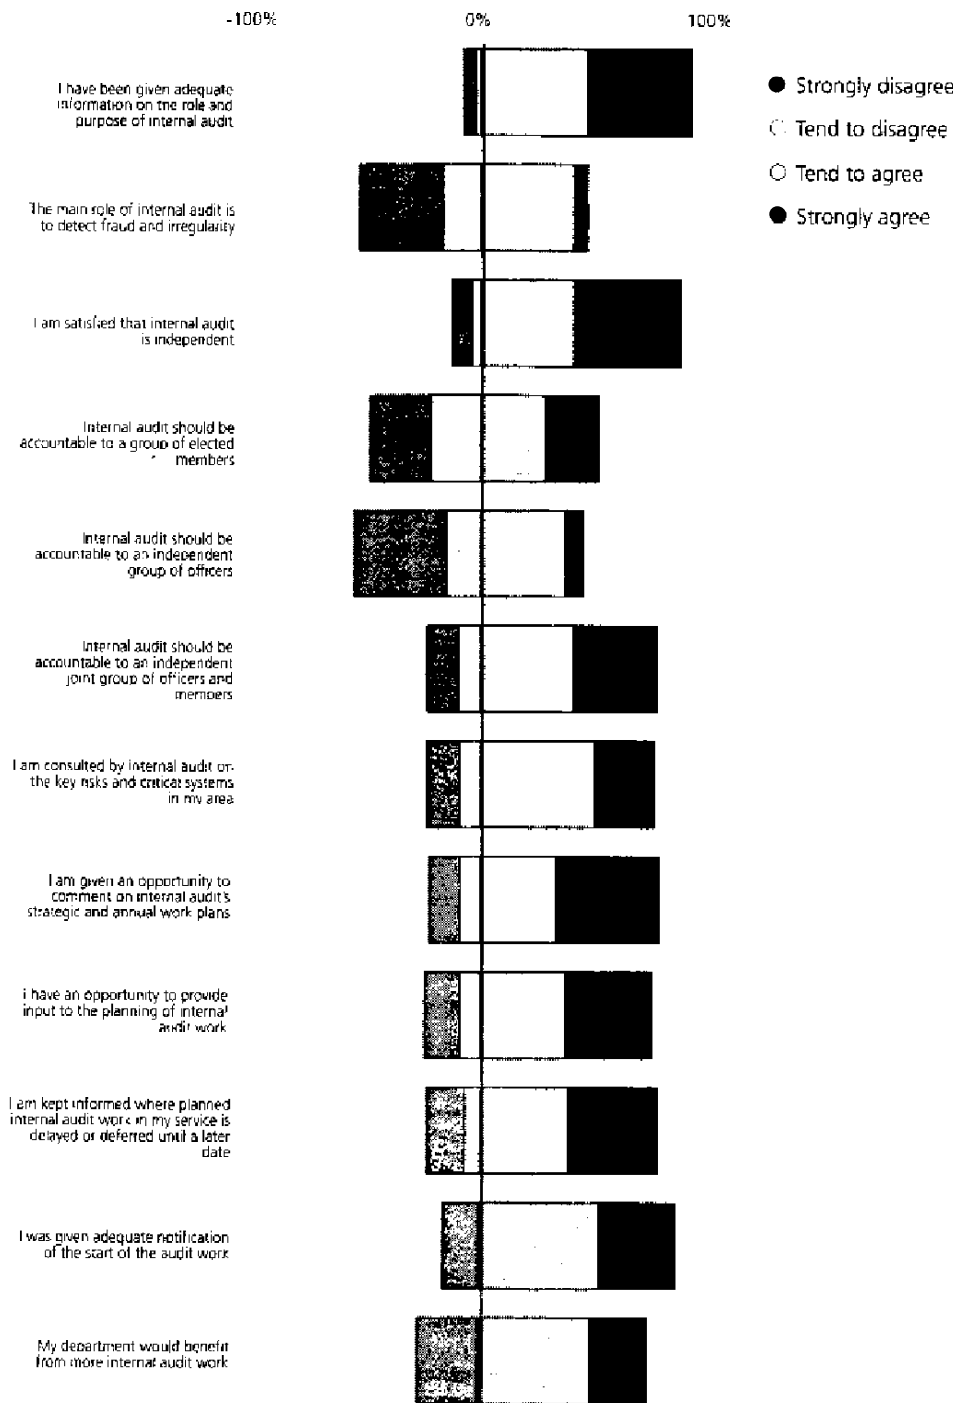 -100%
0%
100%
I have been given adequate
information on the role and
purpose of internal audit
The main role of internal audit is
to detect fraud and irregularity
I am satisfied that internal audit
is independent
Internal audit should be
accountable to a group of elected
members
Internal audit should be
accountable to an independent
group of officers
Internal audit should be
accountable to an independent
joint group of officers and
members
I am consulted by internal audit on
the key risks and critical systems
in my area
I am given an opportunity to
comment on internal audit's
strategic and annual work plans
I have an opportunity to provide
input to the planning of internal
audit work
I am kept informed where planned
internal audit work in my service is
delayed or deferred until a later
date
I was given adequate notification
of the start of the audit work
My department would benefit
from more internal audit work
Strongly disagree
Tend to disagree
Tend to agree
Strongly agree